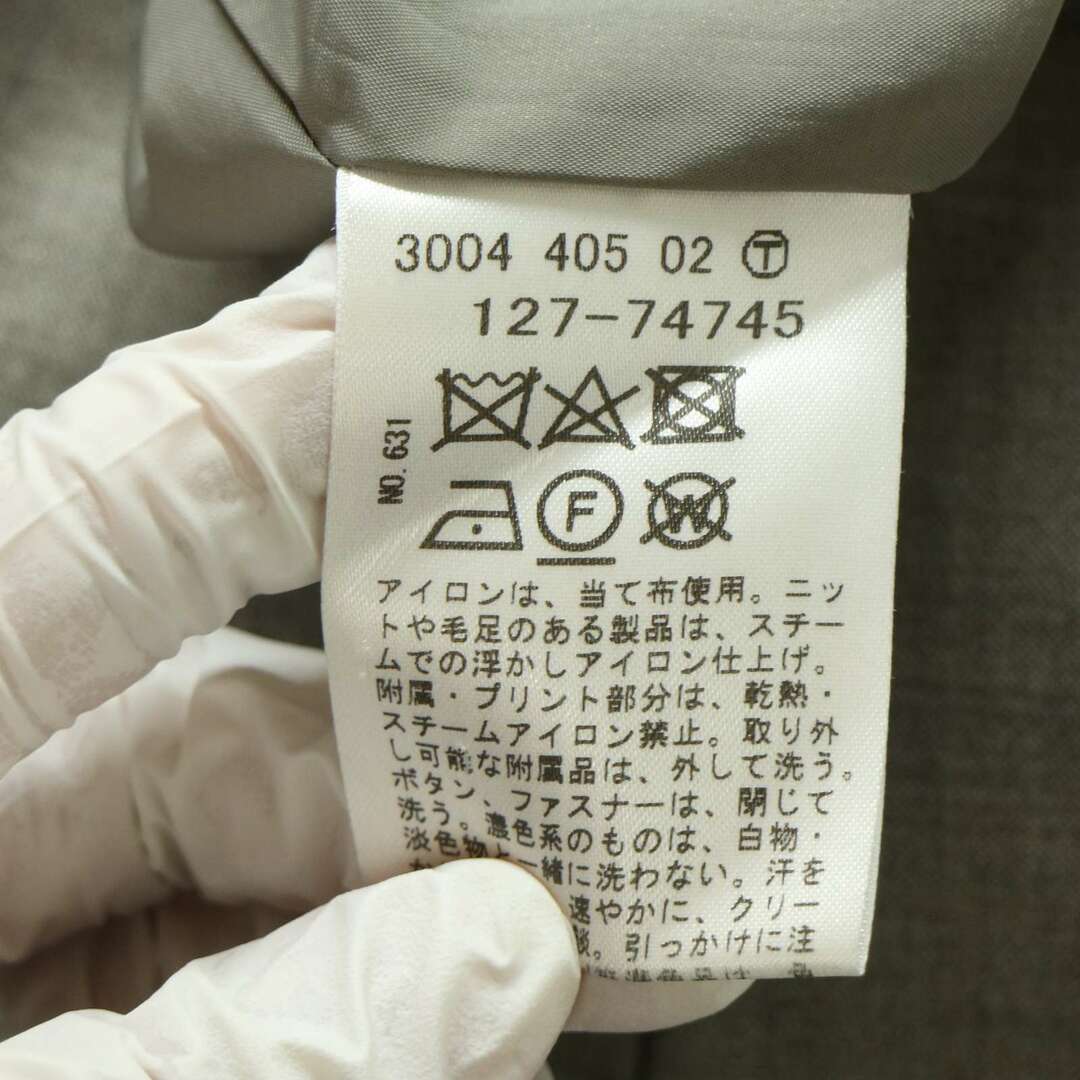 3004 405 02 Ⓣ
127-74745
NO. 631
F
W
アイロンは、当て布使用。ニッ
トや毛足のある製品は、スチー
ムでの浮かしアイロン仕上げ。
附属・プリント部分は、乾熱・
スチームアイロン禁止。取り外
し可能な附属品は、外して洗う。
ボタン、ファスナーは、閉じて
洗う。濃色系のものは、白物・
淡色物と一緒に洗わない。汗を
速やかに、クリー
。引っかけに注